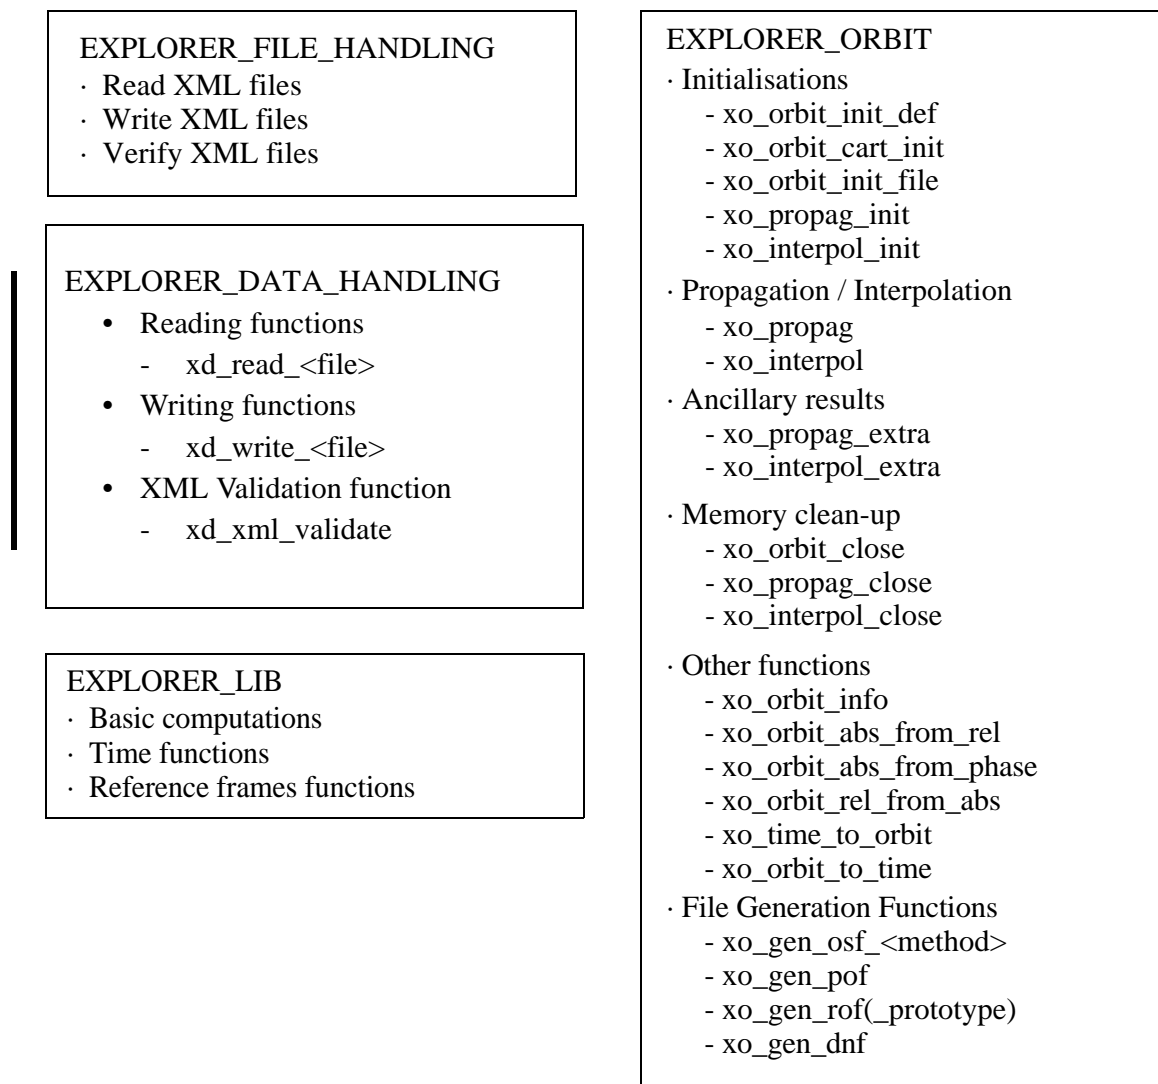 EXPLORER_FILE_HANDLING
· Read XML files
· Write XML files
· Verify XML files
EXPLORER_DATA_HANDLING
• Reading functions
- xd_read_<file>
• Writing functions
- xd_write_<file>
• XML Validation function
- xd_xml_validate
EXPLORER_LIB
· Basic computations
· Time functions
· Reference frames functions
EXPLORER_ORBIT
· Initialisations
- xo_orbit_init_def
- xo_orbit_cart_init
- xo_orbit_init_file
- xo_propag_init
- xo_interpol_init
· Propagation / Interpolation
- xo_propag
- xo_interpol
· Ancillary results
- xo_propag_extra
- xo_interpol_extra
· Memory clean-up
- xo_orbit_close
- xo_propag_close
- xo_interpol_close
· Other functions
- xo_orbit_info
- xo_orbit_abs_from_rel
- xo_orbit_abs_from_phase
- xo_orbit_rel_from_abs
- xo_time_to_orbit
- xo_orbit_to_time
· File Generation Functions
- xo_gen_osf_<method>
- xo_gen_pof
- xo_gen_rof(_prototype)
- xo_gen_dnf